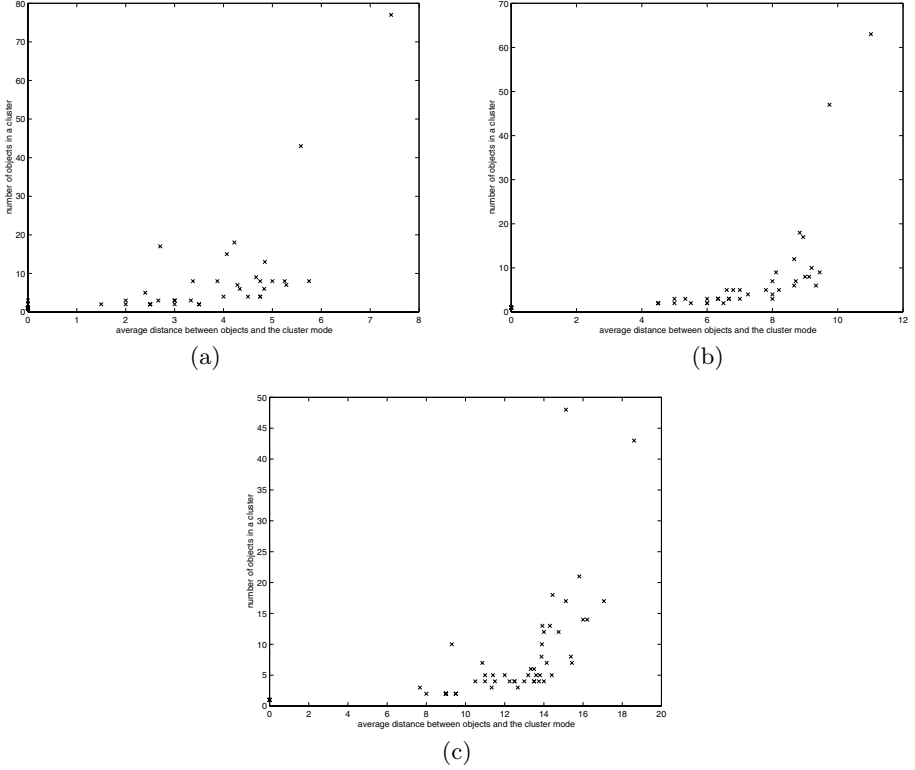 80
70
60
50
40
30
20
10
0
number of objects in a cluster
0 1 2 3 4 5 6 7 8
average distance between objects and the cluster mode
(a)
70
60
50
40
30
20
10
0
number of objects in a cluster
0 2 4 6 8 10 12
average distance between objects and the cluster mode
(b)
50
45
40
35
30
25
20
15
10
5
0
number of objects in a cluster
0 2 4 6 8 10 12 14 16 18 20
average distance between objects and the cluster mode
(c)